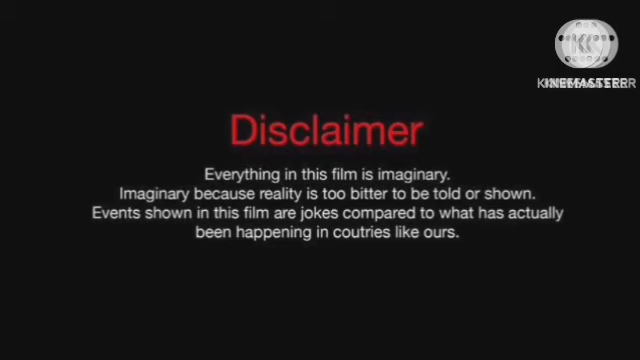 Disclaimer
Everything in this film is imaginary.
Imaginary because reality is too bitter to be told or shown.
Events shown in this film are jokes compared to what has actually
been happening in coutries like ours.